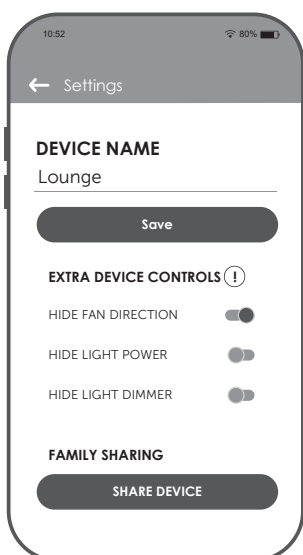 10:52 80%
Settings
DEVICE NAME
Lounge
Save
EXTRA DEVICE CONTROLS !
HIDE FAN DIRECTION
HIDE LIGHT POWER
HIDE LIGHT DIMMER
FAMILY SHARING
SHARE DEVICE